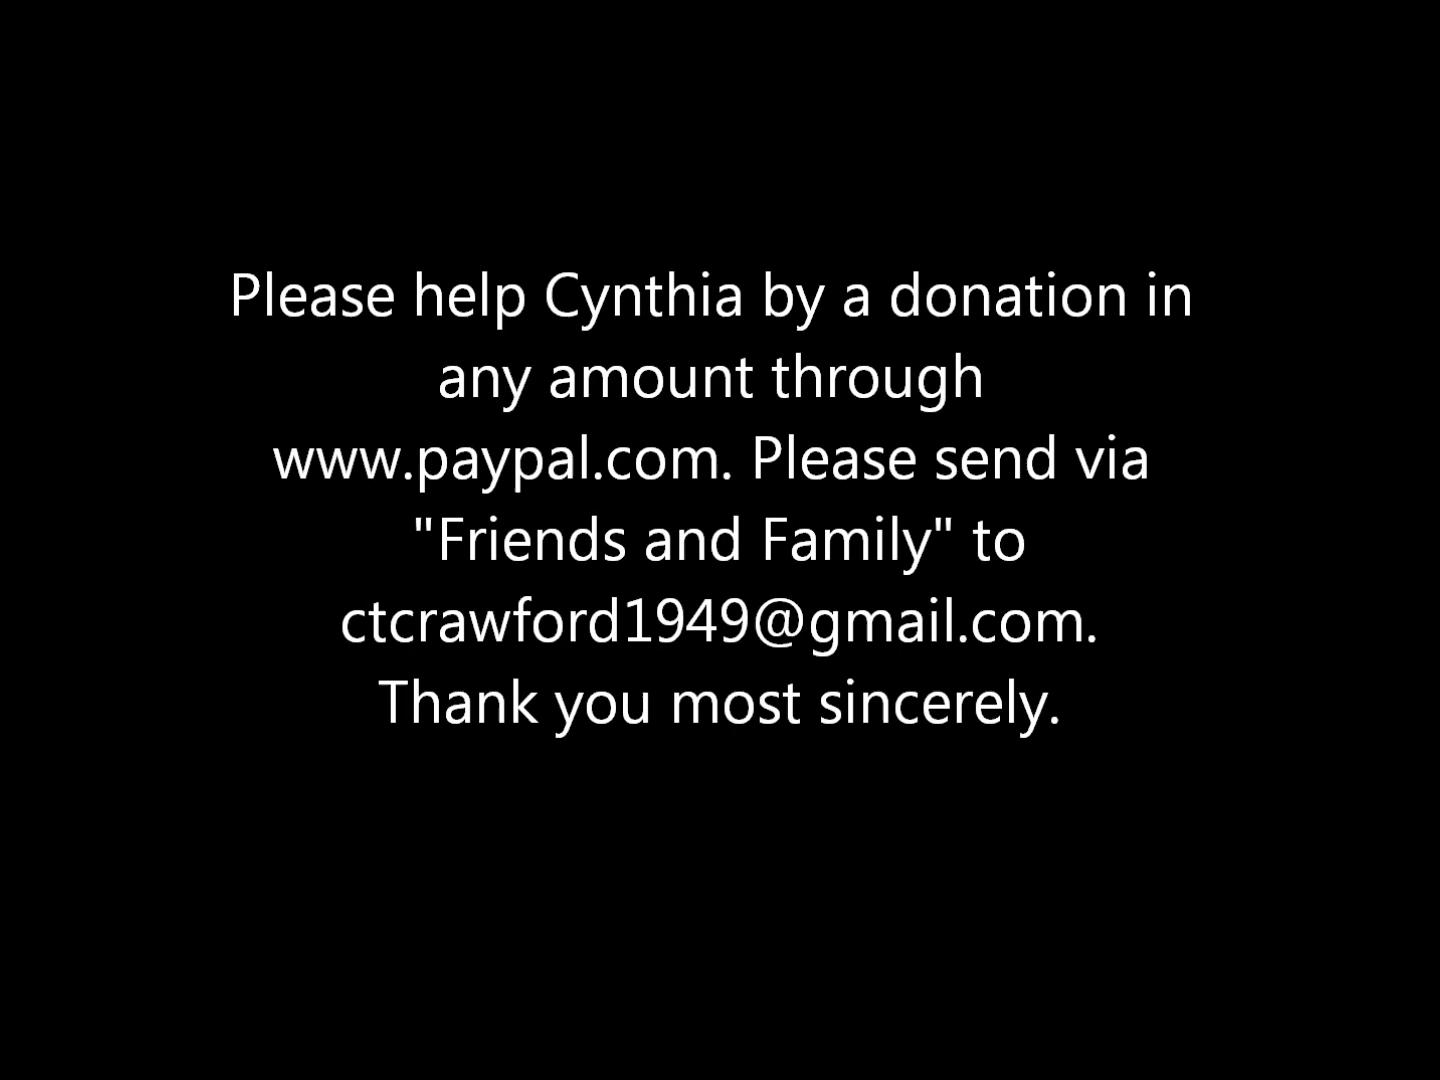 Please help Cynthia by a donation in
any amount through
www.paypal.com. Please send via
"Friends and Family" to
ctcrawford1949@gmail.com.
Thank you most sincerely.